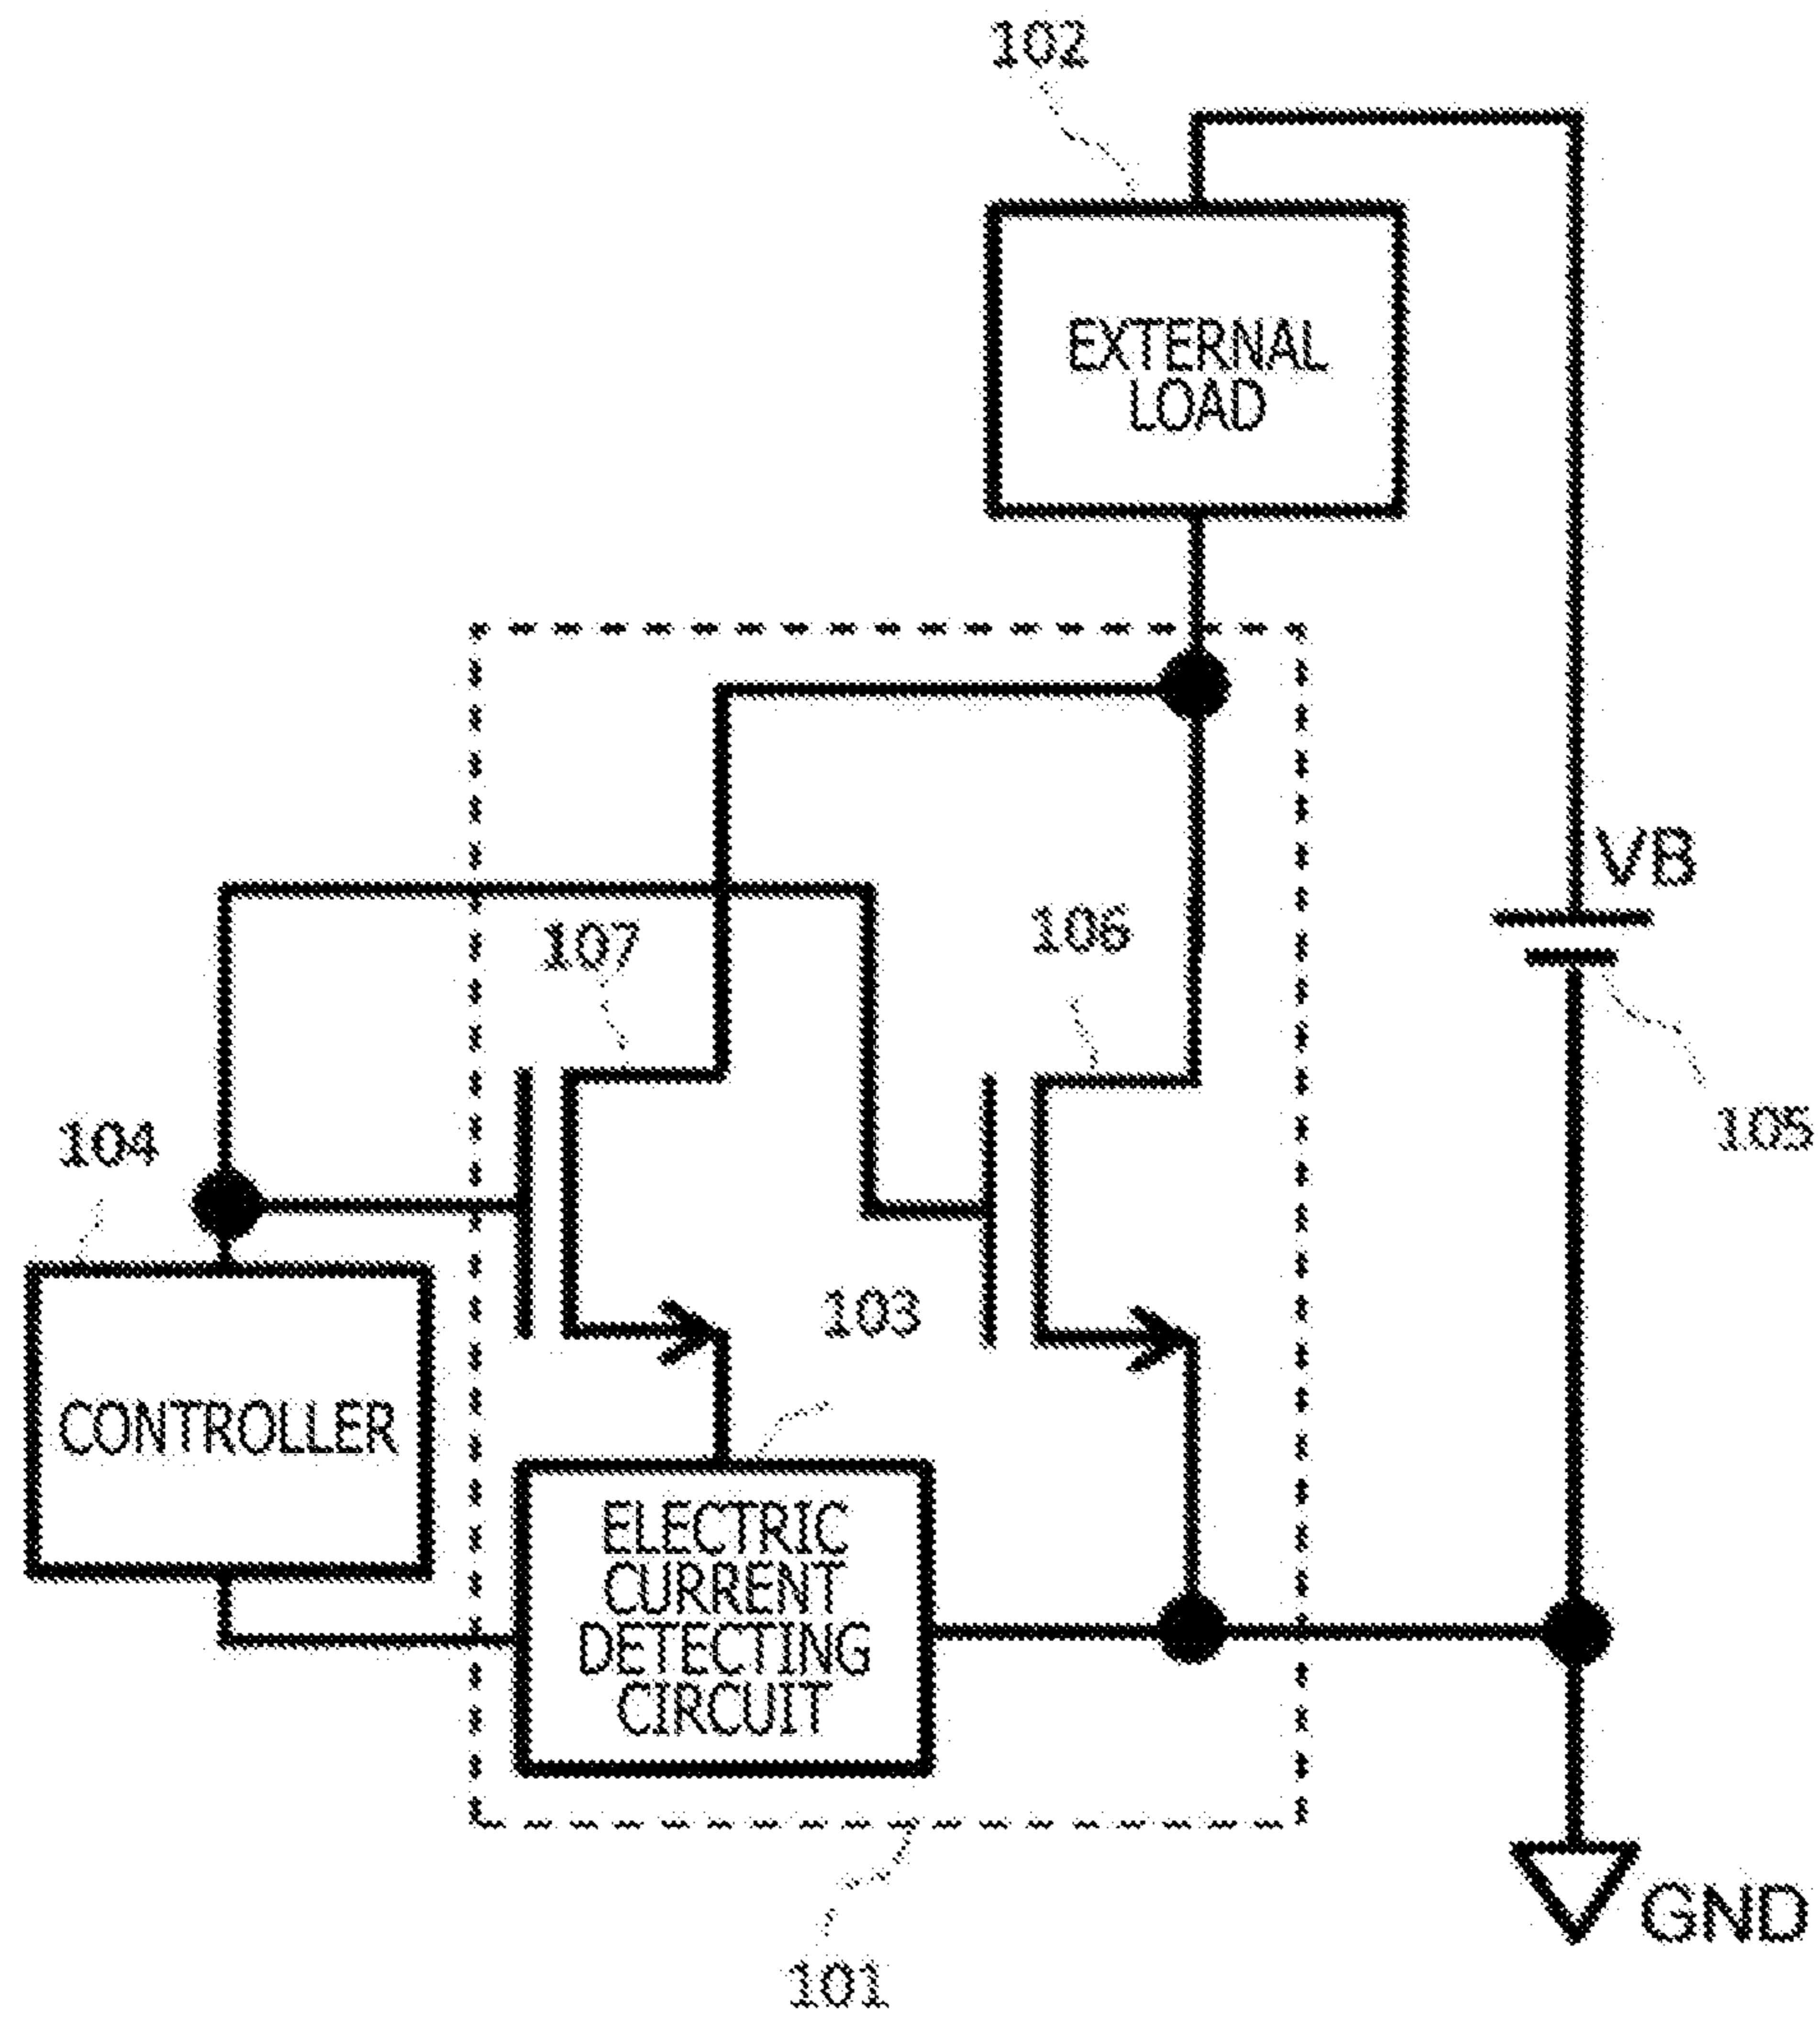 102
EXTERNAL
LOAD
VB
107
106
105
104
103
CONTROLLER
ELECTRIC
CURRENT
DETECTING
CIRCUIT
GND
101